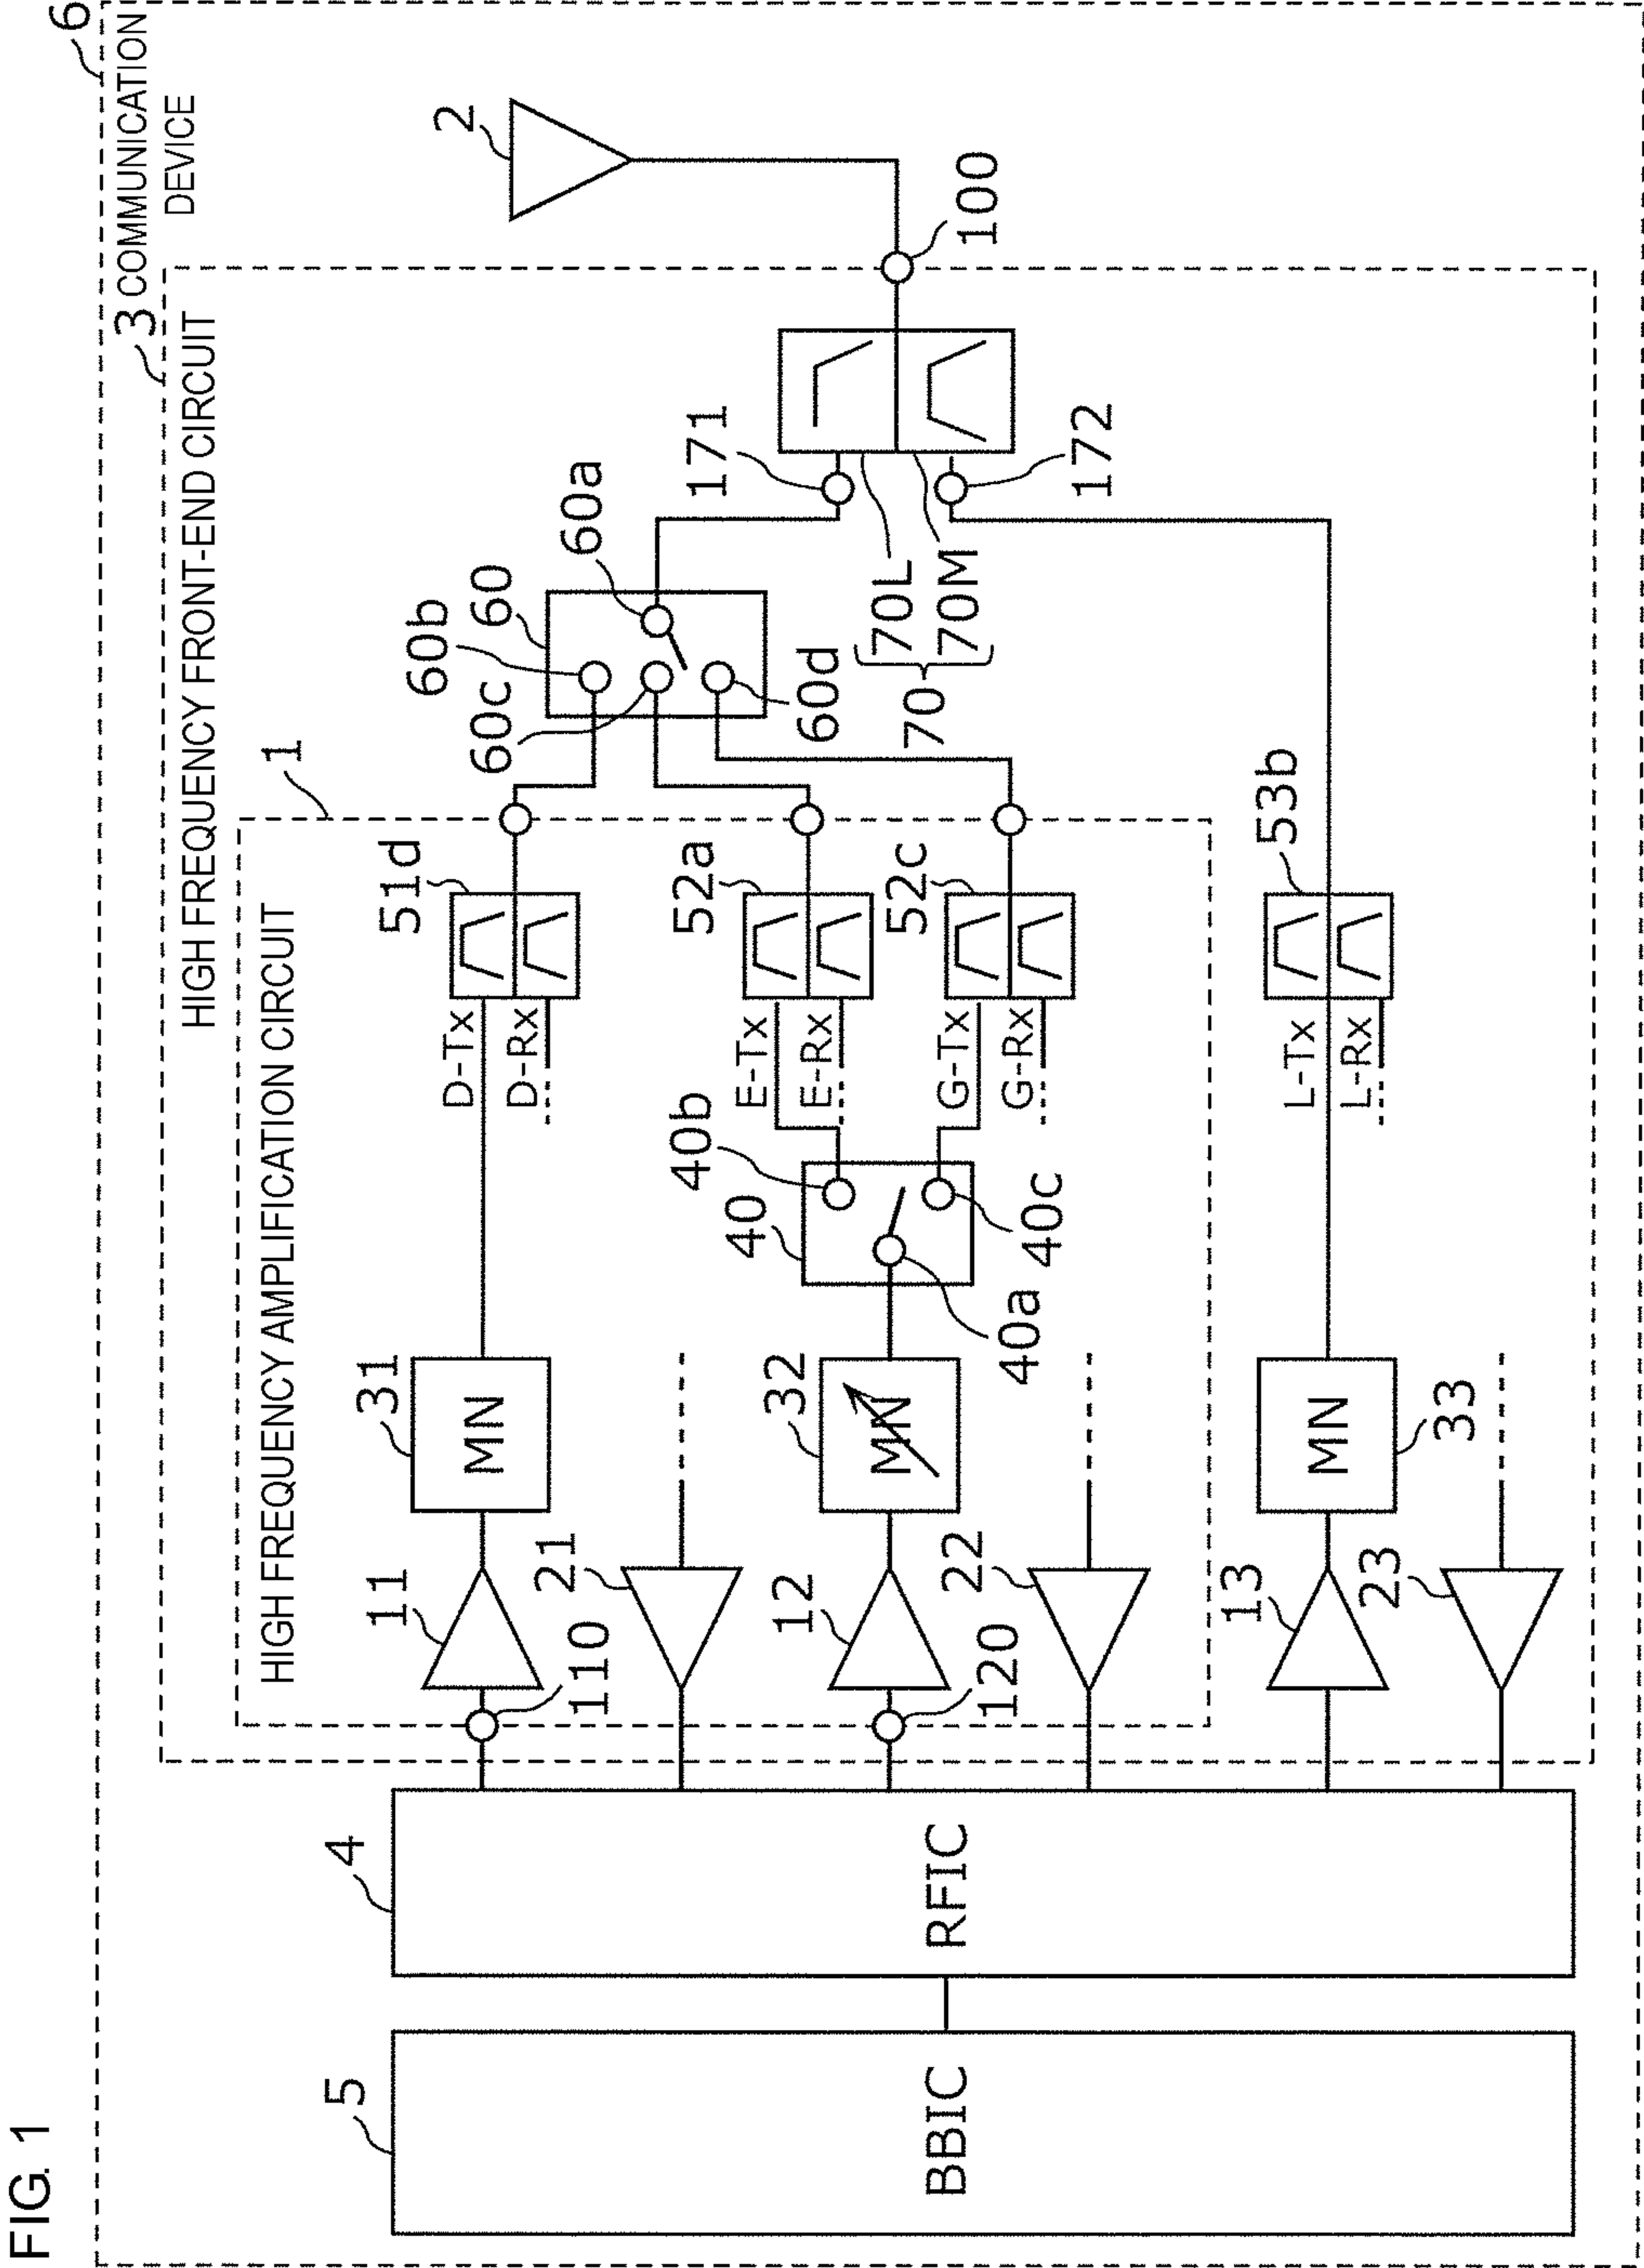 FIG. 1
6
COMMUNICATION
DEVICE
3
HIGH FREQUENCY FRONT-END CIRCUIT
1
HIGH FREQUENCY AMPLIFICATION CIRCUIT
2
100
5
BBIC
4
RFIC
110
11
31
MN
D-Tx
D-Rx
51d
21
120
12
32
MN
40
40a
40b
40c
E-Tx
E-Rx
52a
G-Tx
G-Rx
52c
22
60
60a
60b
60c
60d
171
172
70L
70M
70
13
33
MN
L-Tx
L-Rx
53b
23